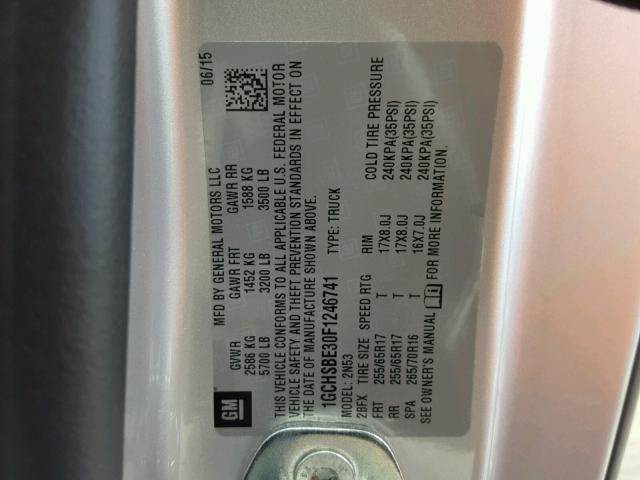 MFD BY GENERAL MOTORS LLC 06/15
GVWR GAWR FRT GAWR RR
2586 KG 1452 KG 1588 KG
5700 LB 3200 LB 3500 LB
THIS VEHICLE CONFORMS TO ALL APPLICABLE U.S. FEDERAL MOTOR
VEHICLE SAFETY AND THEFT PREVENTION STANDARDS IN EFFECT ON
THE DATE OF MANUFACTURE SHOWN ABOVE.
1GCHSBE30F1246741 TYPE: TRUCK
MODEL: 2N53
2BFX TIRE SIZE SPEED RTG RIM COLD TIRE PRESSURE
FRT 255/65R17 T 17X8.0J 240KPA(35PSI)
RR 255/65R17 T 17X8.0J 240KPA(35PSI)
SPA 265/70R16 T 16X7.0J 240KPA(35PSI)
SEE OWNER'S MANUAL FOR MORE INFORMATION.
GM